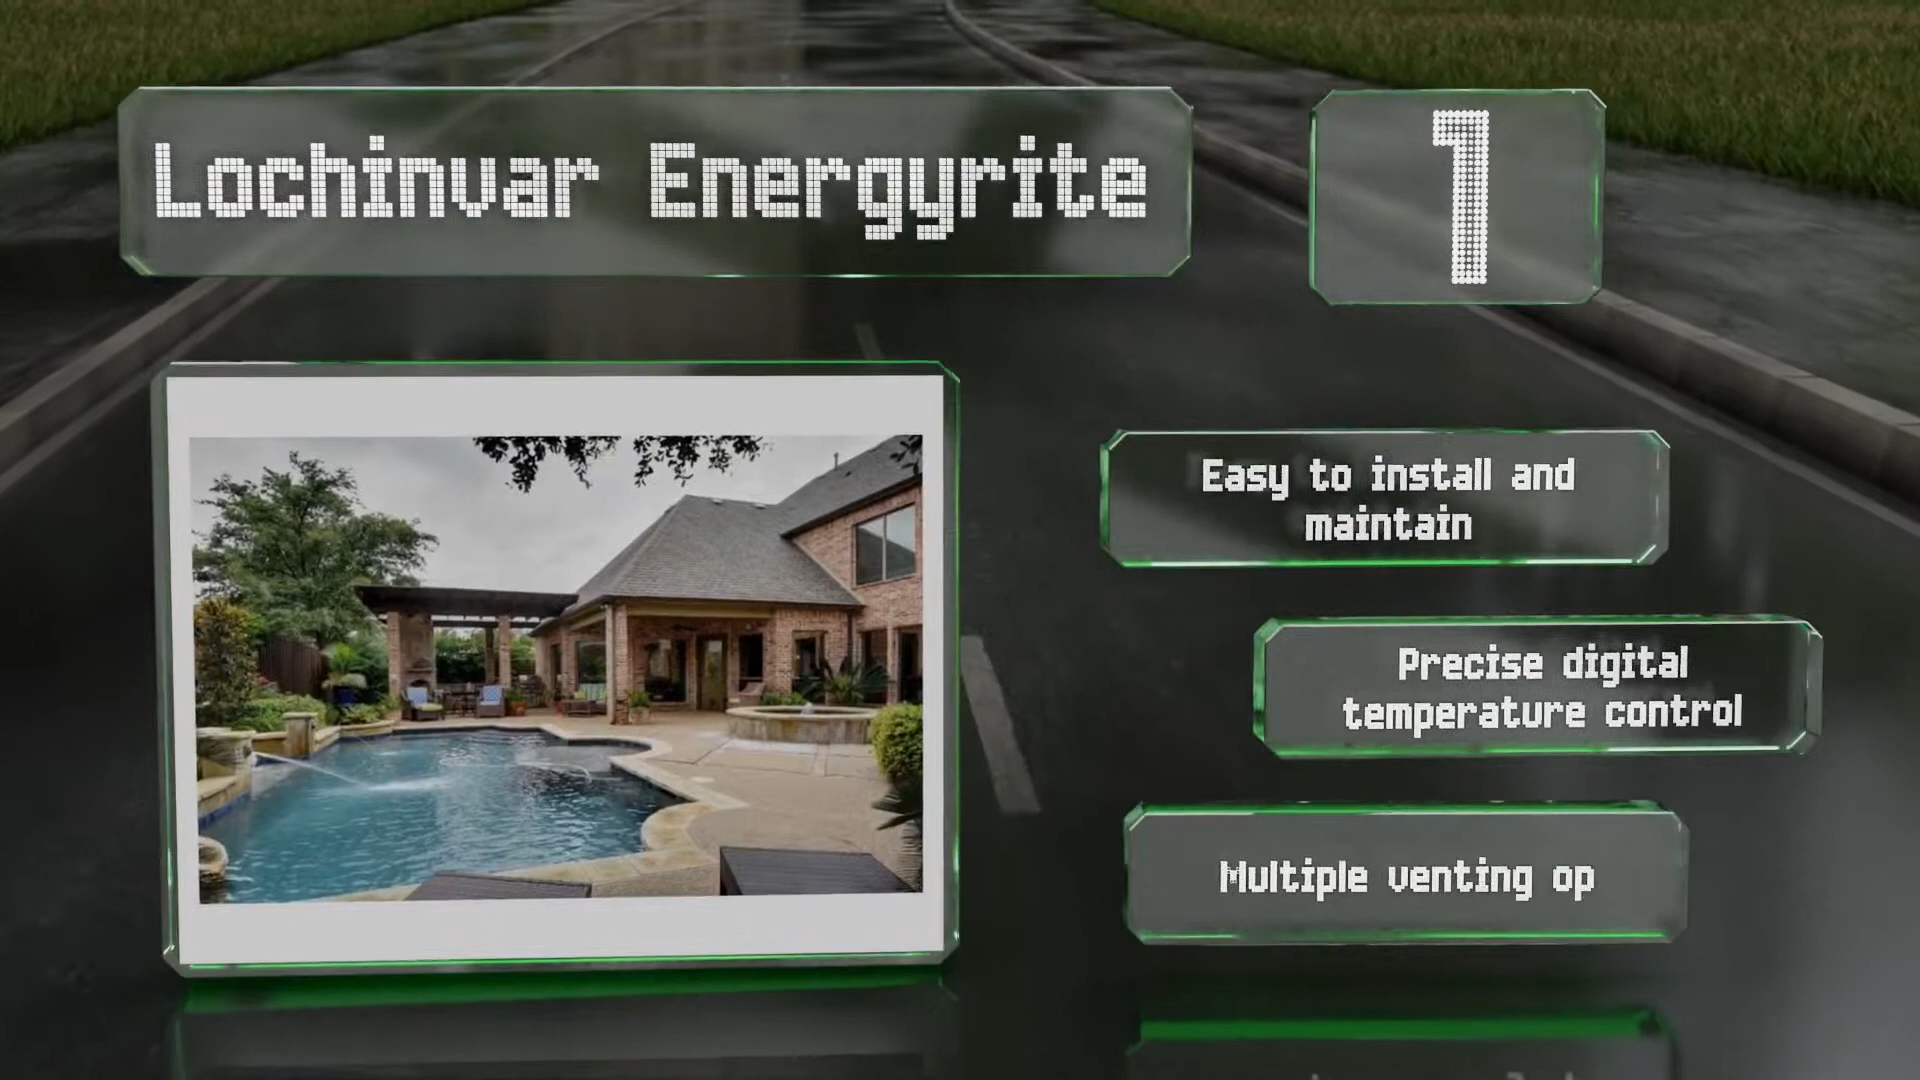 Lochinvar Energyrite
1
Easy to install and
maintain
Precise digital
temperature control
Multiple venting op